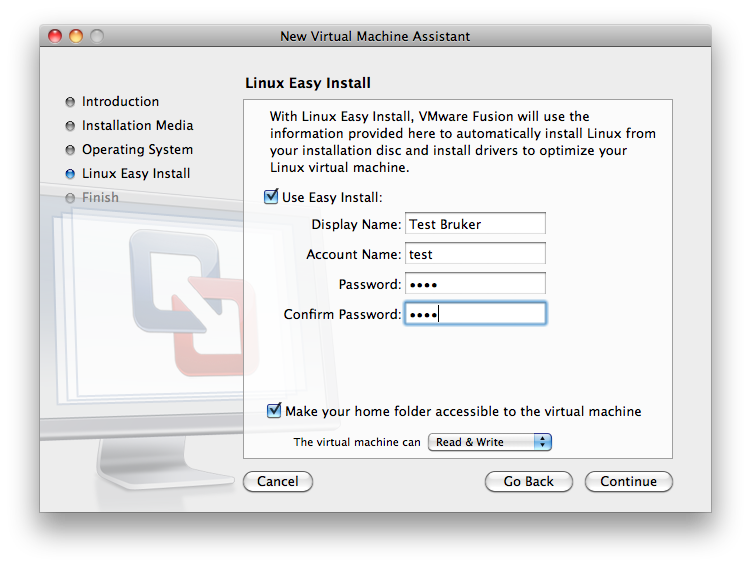 New Virtual Machine Assistant
Linux Easy Install
Introduction
Installation Media
Operating System
Linux Easy Install
Finish
With Linux Easy Install, VMware Fusion will use the
information provided here to automatically install Linux from
your installation disc and install drivers to optimize your
Linux virtual machine.
Use Easy Install:
Display Name: Test Bruker
Account Name: test
Password: ••••
Confirm Password: ••••
Make your home folder accessible to the virtual machine
The virtual machine can Read & Write
Cancel Go Back Continue